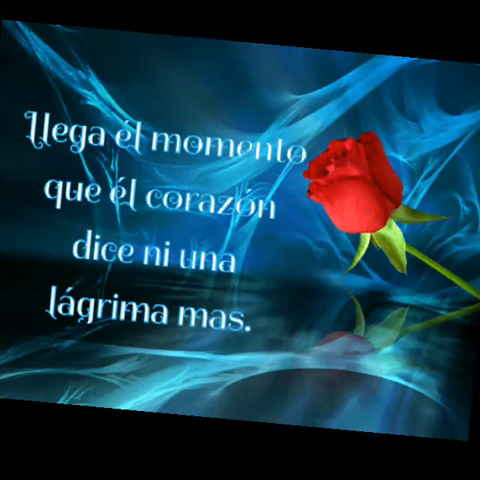 Llega él momento
que él corazón
dice ni una
lágrima mas.